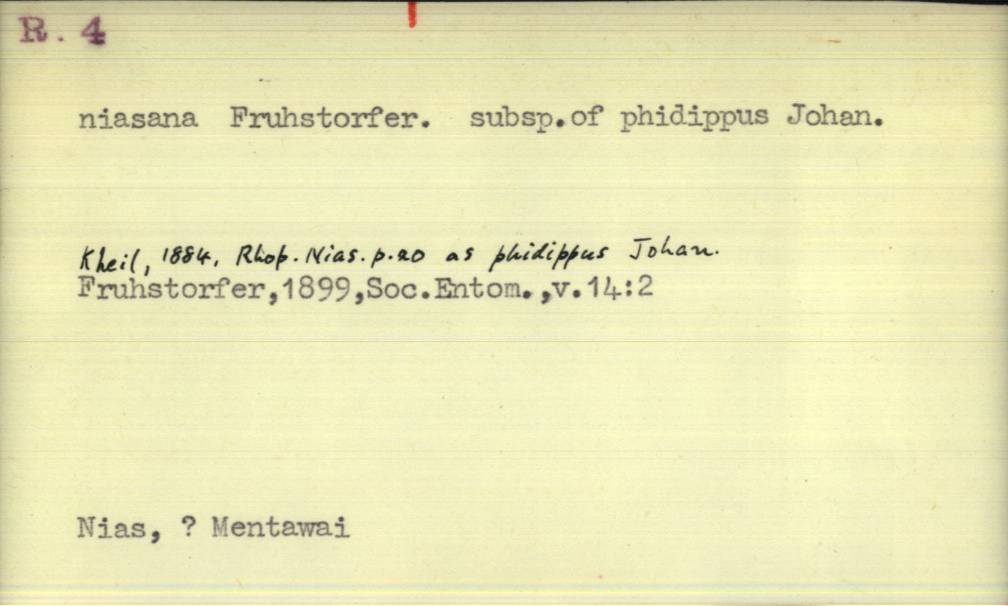 R. 4
niasana Fruhstorfer. subsp.of phidippus Johan.
Kheil, 1884, Rhop. Nias. p.20 as phidippus Johan.
Fruhstorfer,1899,Soc.Entom.,v.14:2
Nias, ? Mentawai